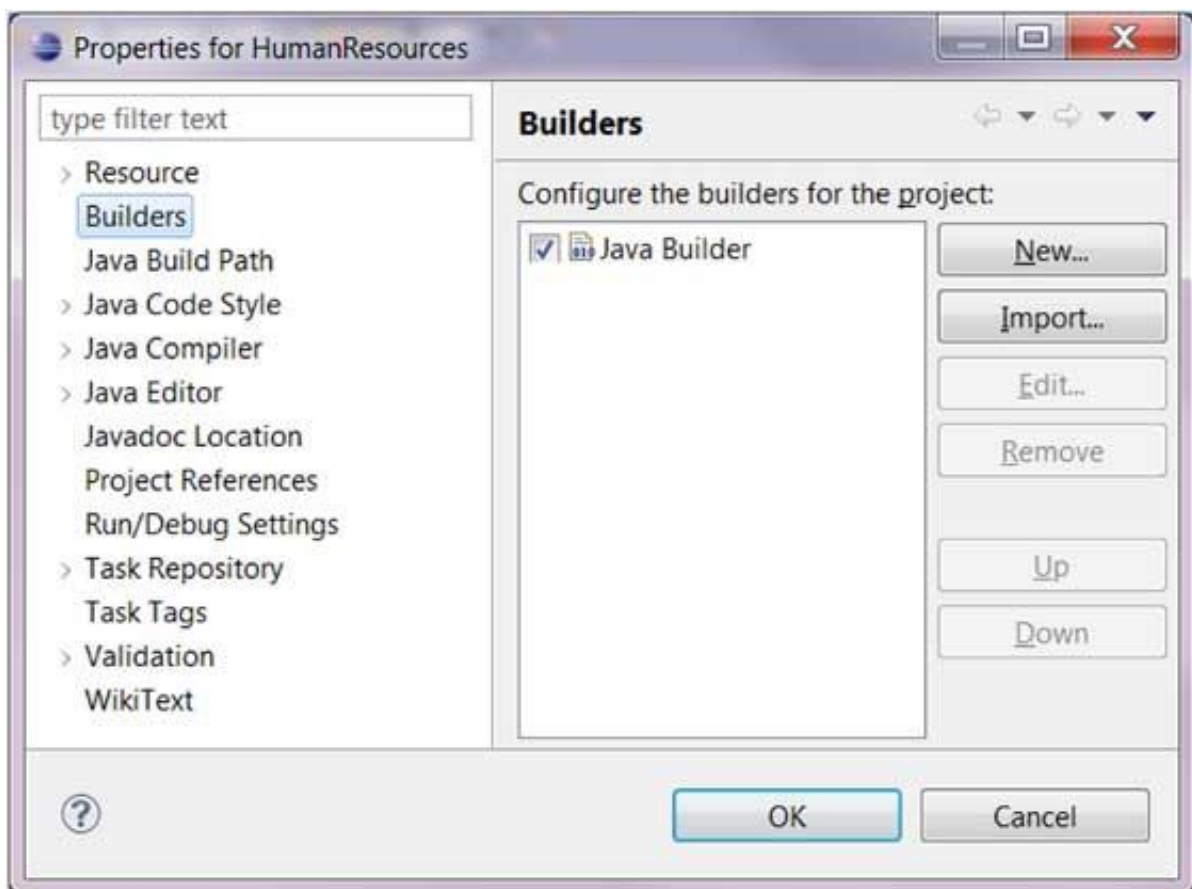 Properties for HumanResources
type filter text
Resource
Builders
Java Build Path
Java Code Style
Java Compiler
Java Editor
Javadoc Location
Project References
Run/Debug Settings
Task Repository
Task Tags
Validation
WikiText
Builders
Configure the builders for the project:
Java Builder
New...
Import...
Edit...
Remove
Up
Down
OK
Cancel